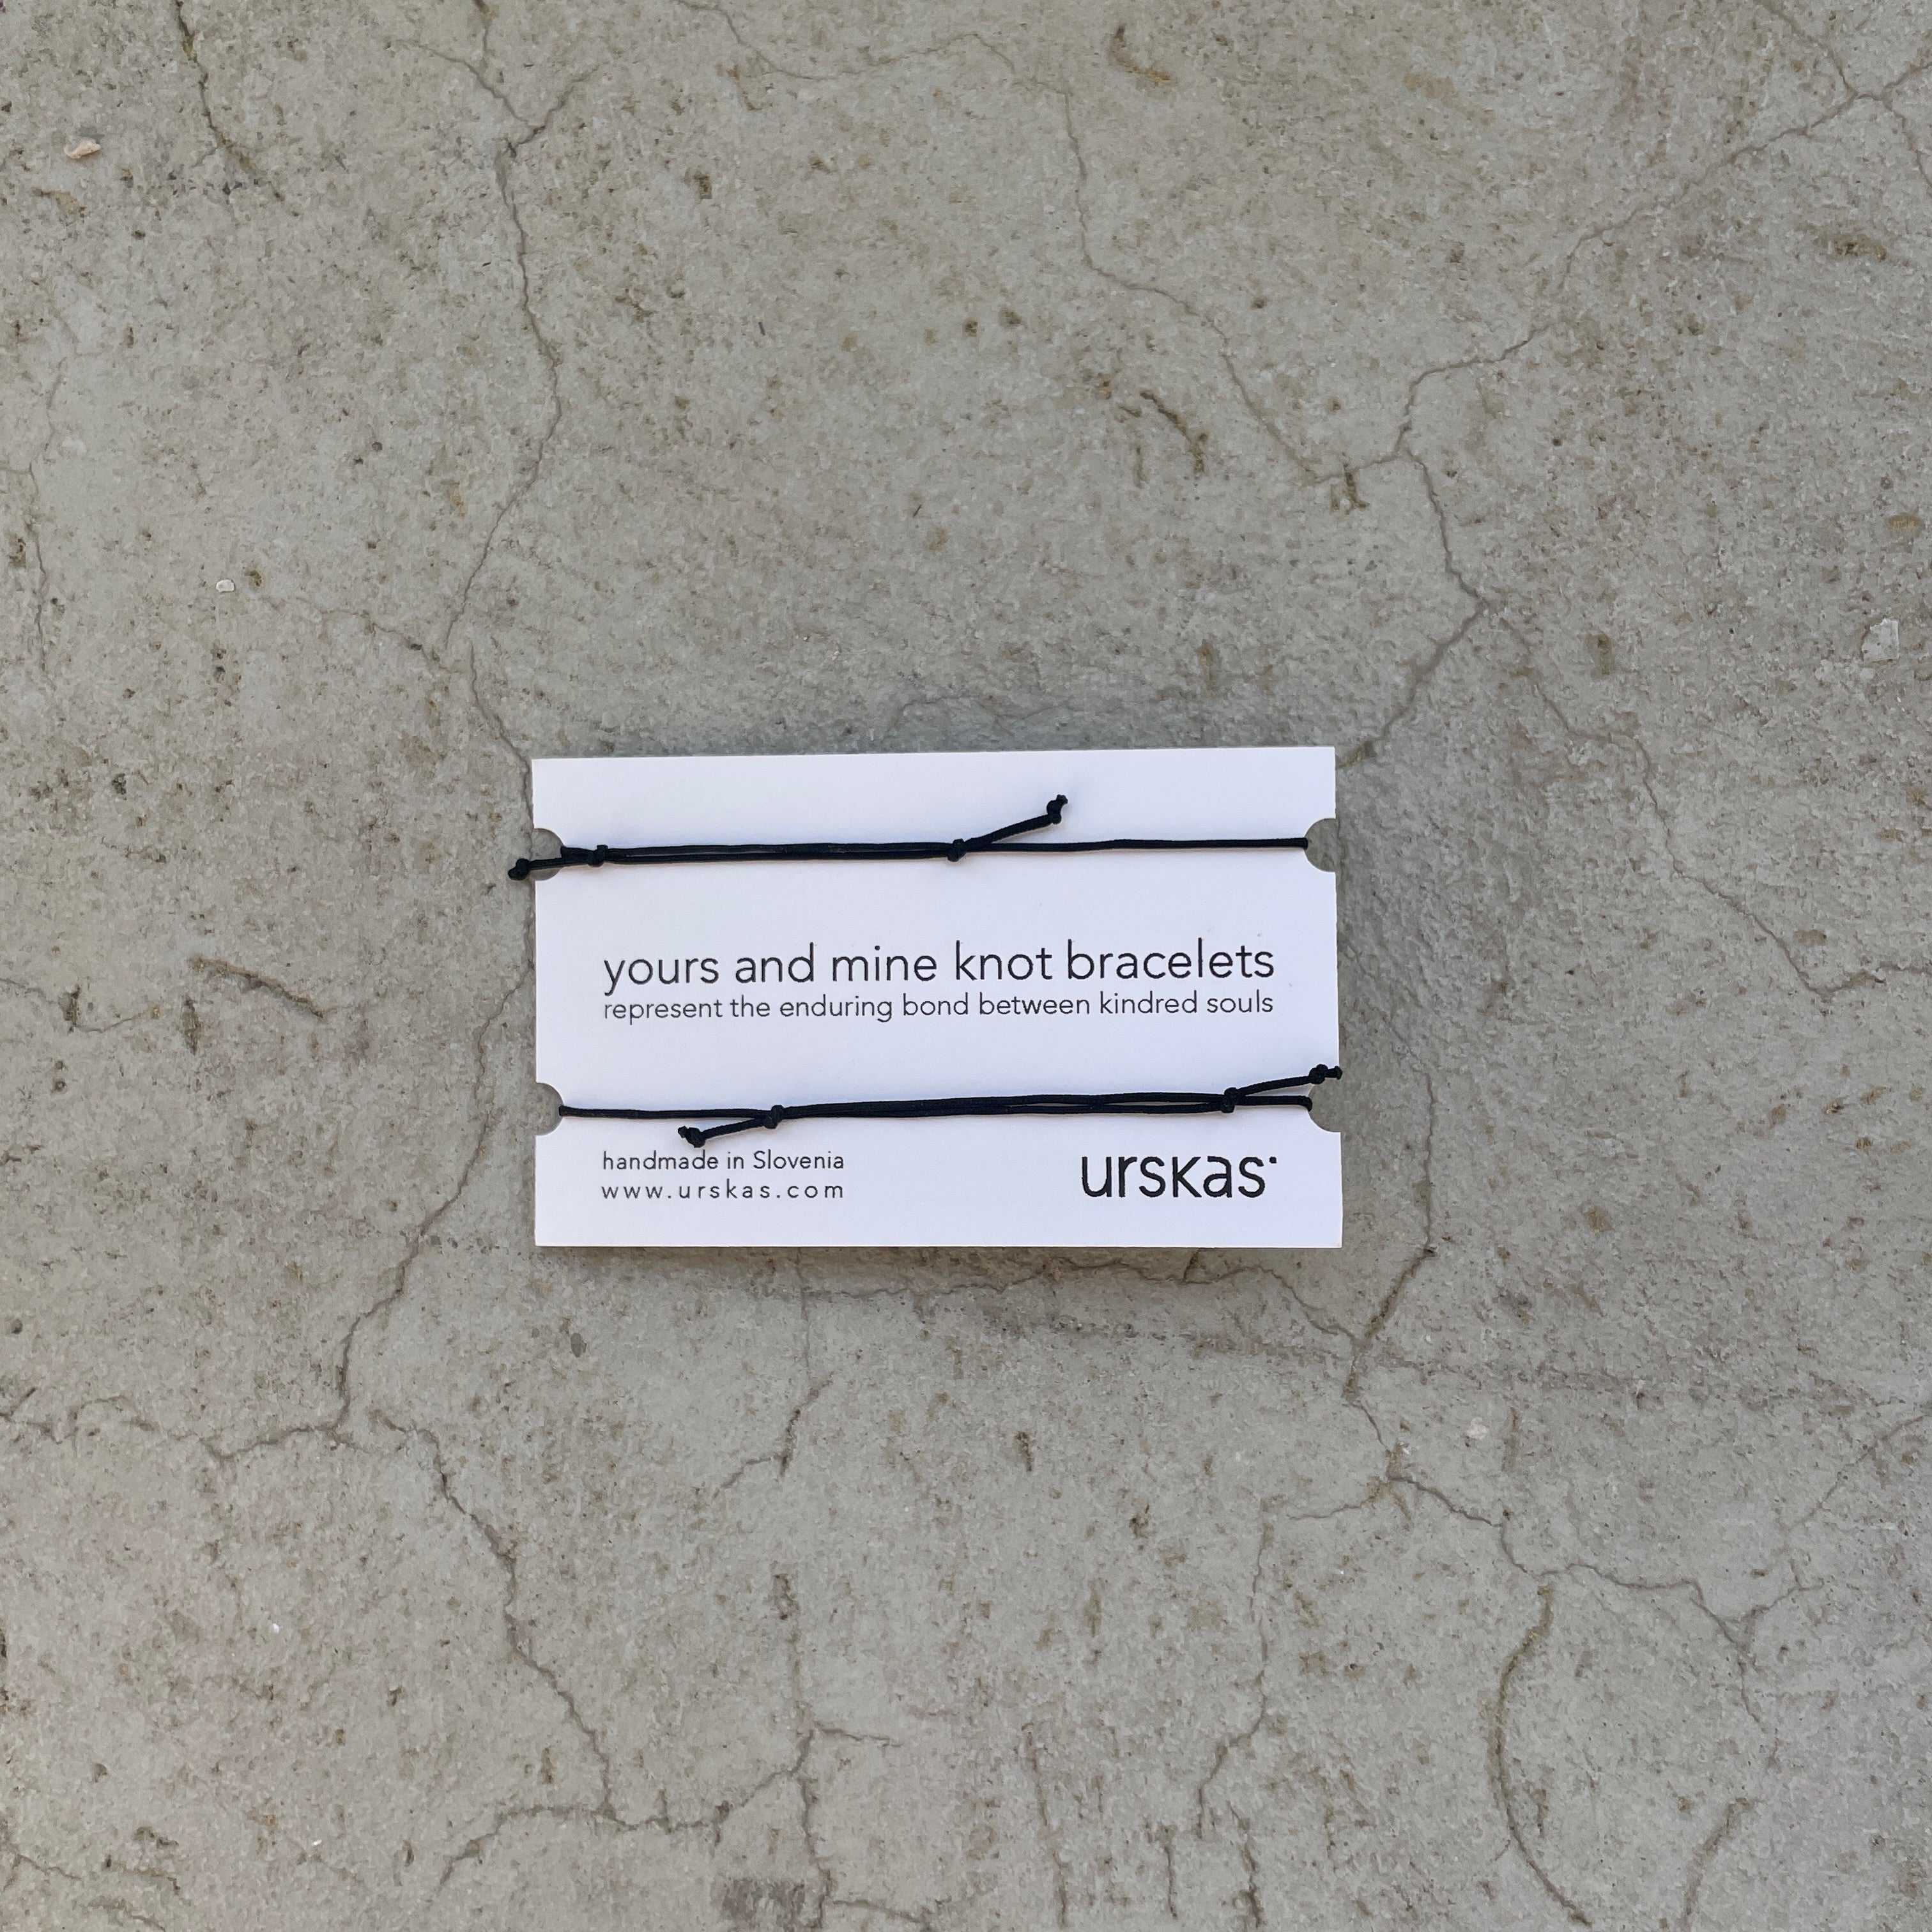 yours and mine knot bracelets
represent the enduring bond between kindred souls
handmade in Slovenia
www.urskas.com
urskas